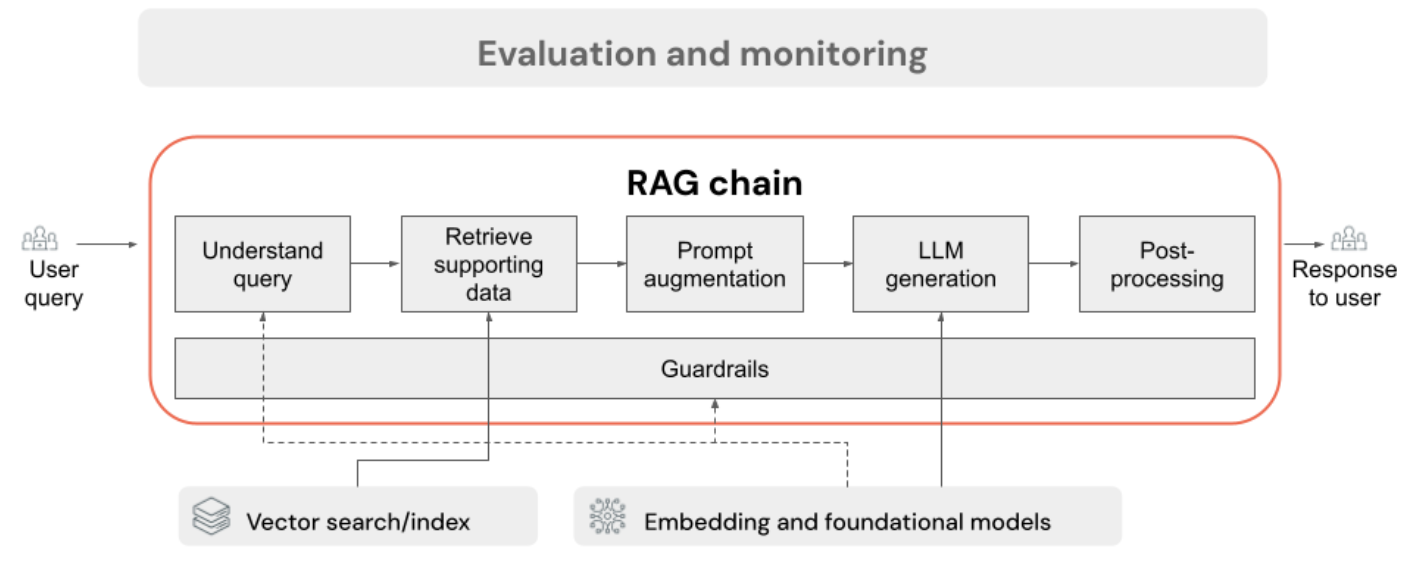 Evaluation and monitoring
RAG chain
User
query
Understand
query
Retrieve
supporting
data
Prompt
augmentation
LLM
generation
Post-
processing
Response
to user
Guardrails
Vector search/index
Embedding and foundational models